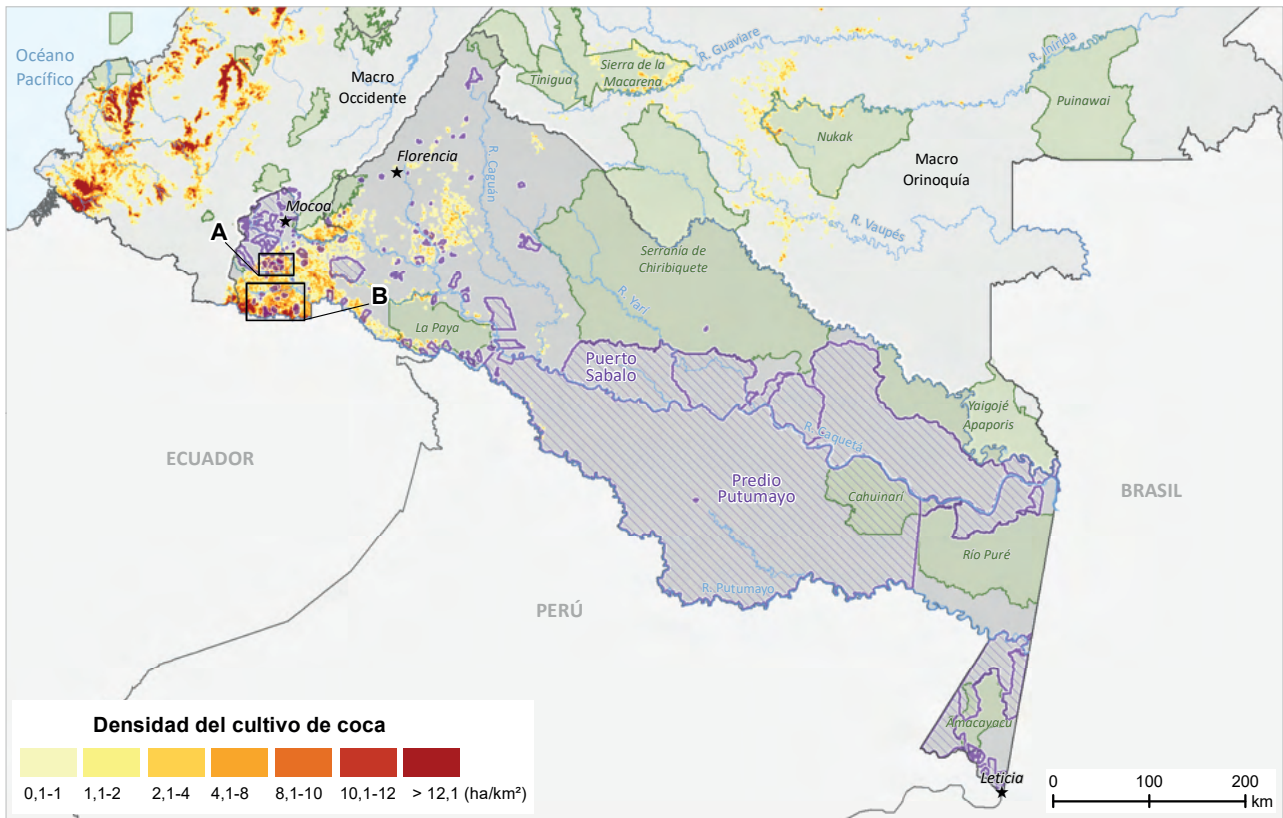 Océano
Pacífico
Macro
Occidente
Tinigua
Sierra de la
Macarena
R. Guaviare
R. Inírida
Puinawai
Nukak
Macro
Orinoquía
Florencia
R. Caguán
Mocoa
A
B
R. Vaupés
Serranía de
Chiribiquete
R. Yarí
La Paya
Puerto
Sabalo
Yaigojé
Apaporis
R. Caquetá
ECUADOR
Predio
Putumayo
Cahuinarí
BRASIL
Río Puré
R. Putumayo
PERÚ
Amacayacu
Leticia
Densidad del cultivo de coca
0,1-1 1,1-2 2,1-4 4,1-8 8,1-10 10,1-12 > 12,1 (ha/km²)
0 100 200
km